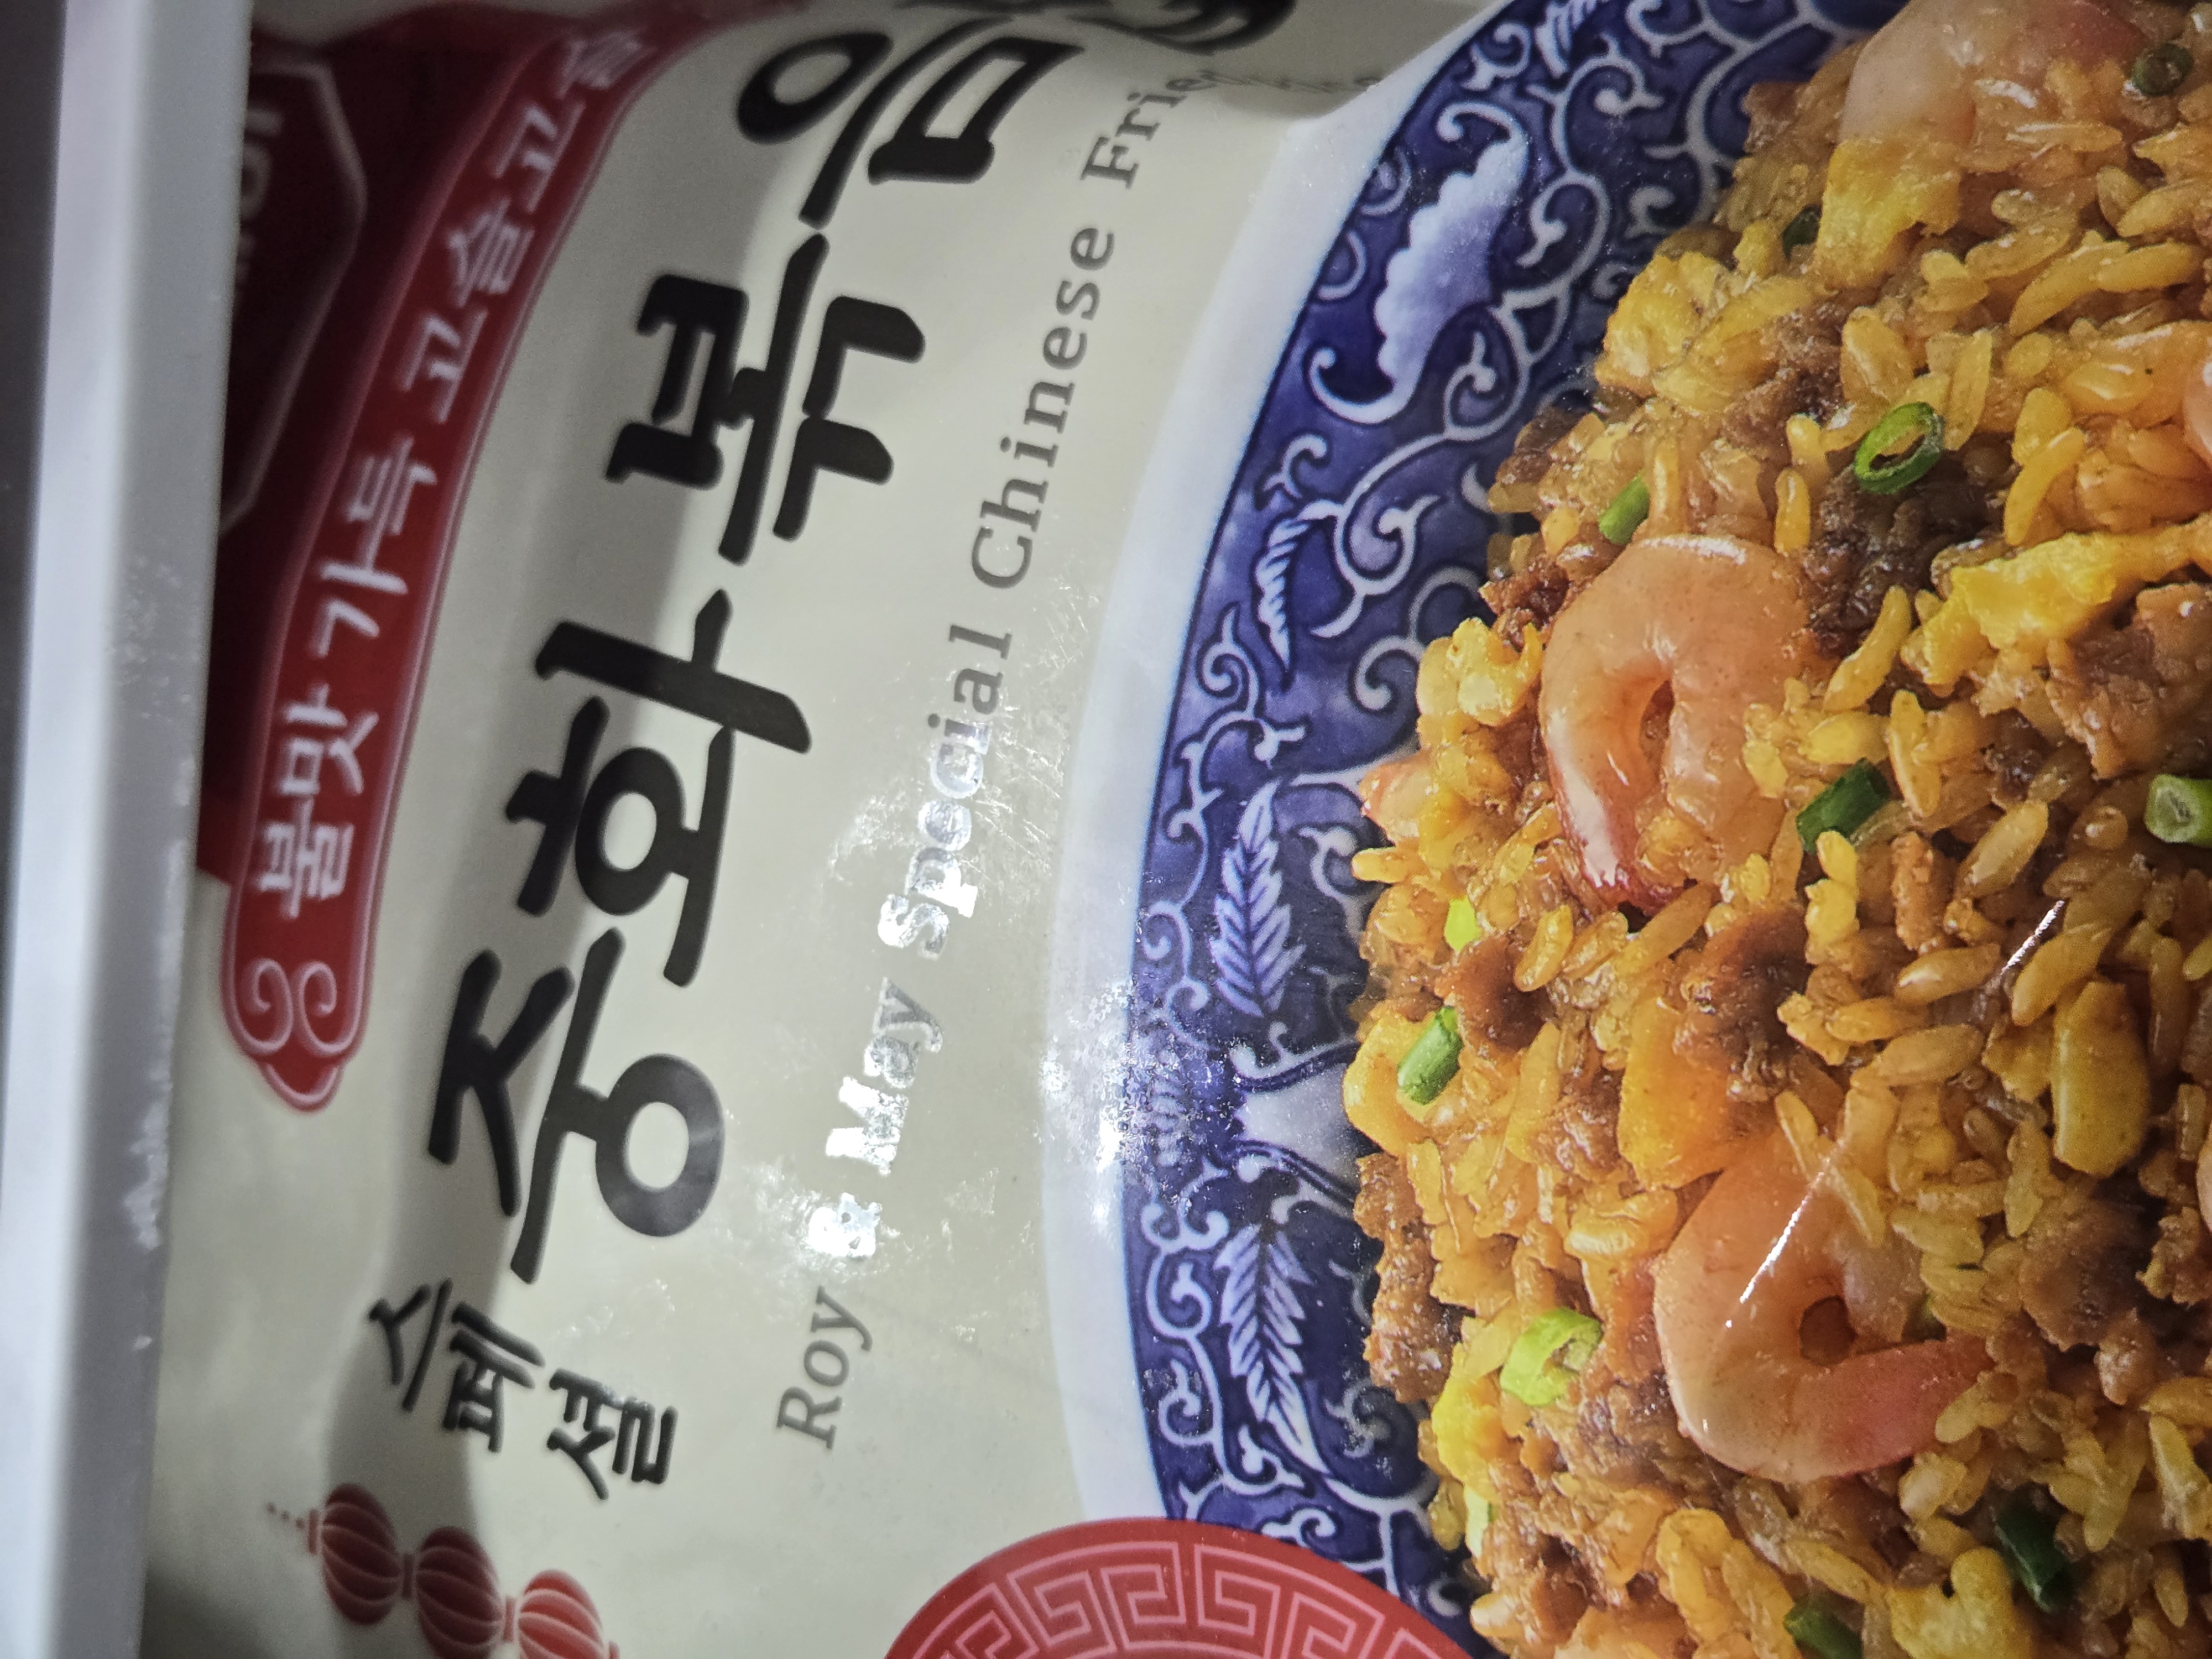 불맛 가득 고슬고슬
스페셜
중화볶음
Roy & May Special Chinese Fried